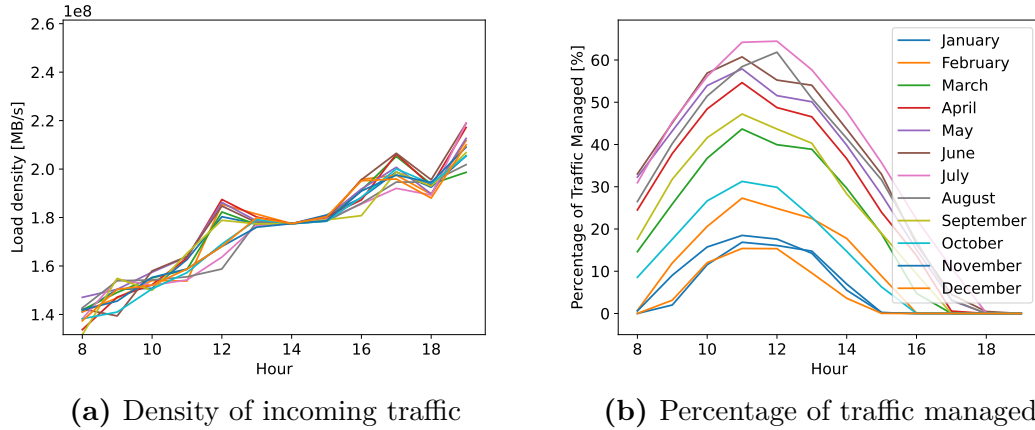 1e8
2.6
2.4
2.2
2.0
1.8
1.6
1.4
Load density [MB/s]
8 10 12 14 16 18
Hour
(a) Density of incoming traffic
60
50
40
30
20
10
0
Percentage of Traffic Managed [%]
8 10 12 14 16 18
Hour
January
February
March
April
May
June
July
August
September
October
November
December
(b) Percentage of traffic managed